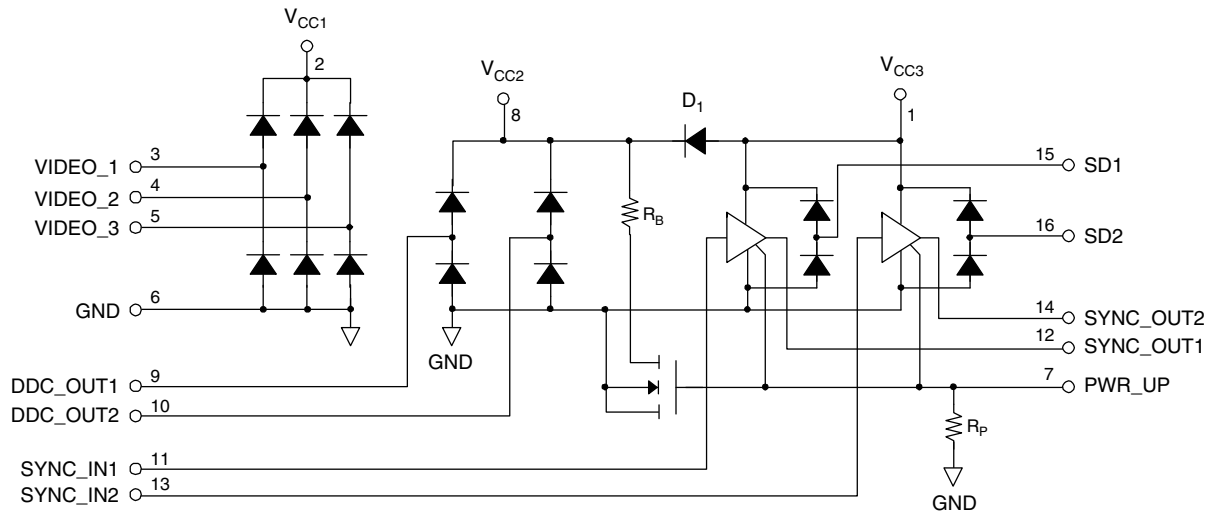 VCC1
2
VCC2
8
D1
VCC3
1
VIDEO_1 3
VIDEO_2 4
VIDEO_3 5
GND 6
RB
15 SD1
16 SD2
GND
14 SYNC_OUT2
12 SYNC_OUT1
7 PWR_UP
DDC_OUT1 9
DDC_OUT2 10
RP
GND
SYNC_IN1 11
SYNC_IN2 13